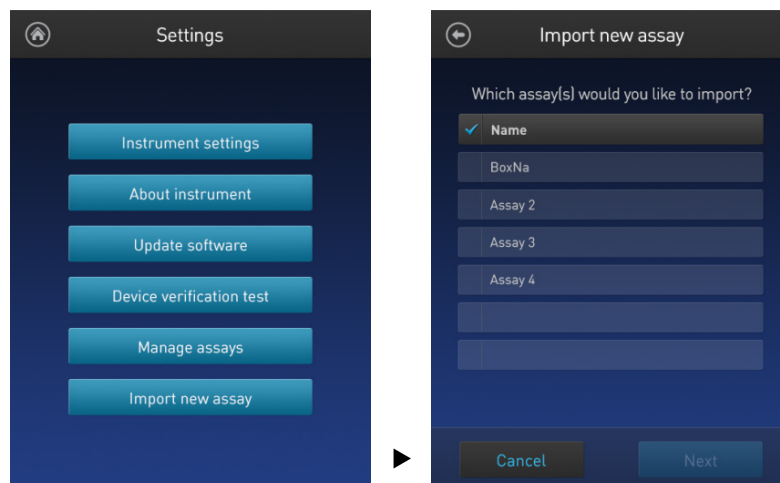 Settings
Instrument settings
About instrument
Update software
Device verification test
Manage assays
Import new assay
Import new assay
Which assay(s) would you like to import?
Name
BoxNa
Assay 2
Assay 3
Assay 4
Cancel
Next